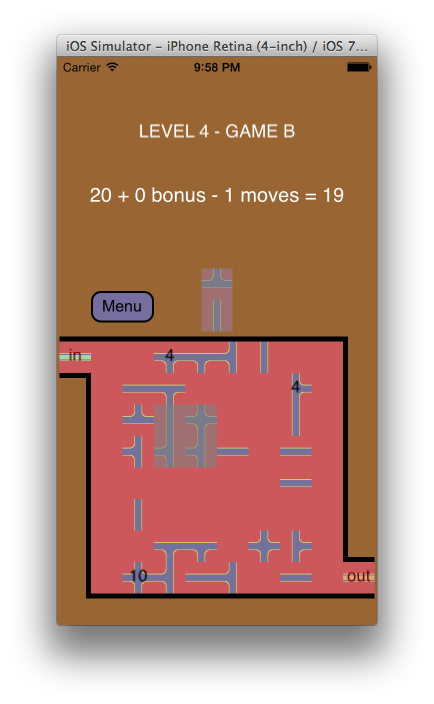 iOS Simulator – iPhone Retina (4-inch) / iOS 7...
Carrier 9:58 PM
LEVEL 4 - GAME B
20 + 0 bonus - 1 moves = 19
Menu
in 4
4
10 out